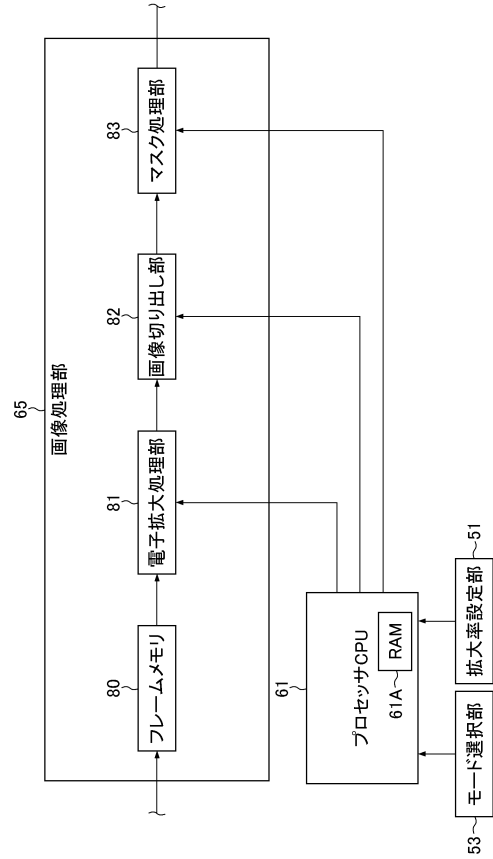 65
画像処理部
80
フレームメモリ
81
電子拡大処理部
82
画像切り出し部
83
マスク処理部
61
プロセッサCPU
61A
RAM
53
モード選択部
拡大率設定部
51